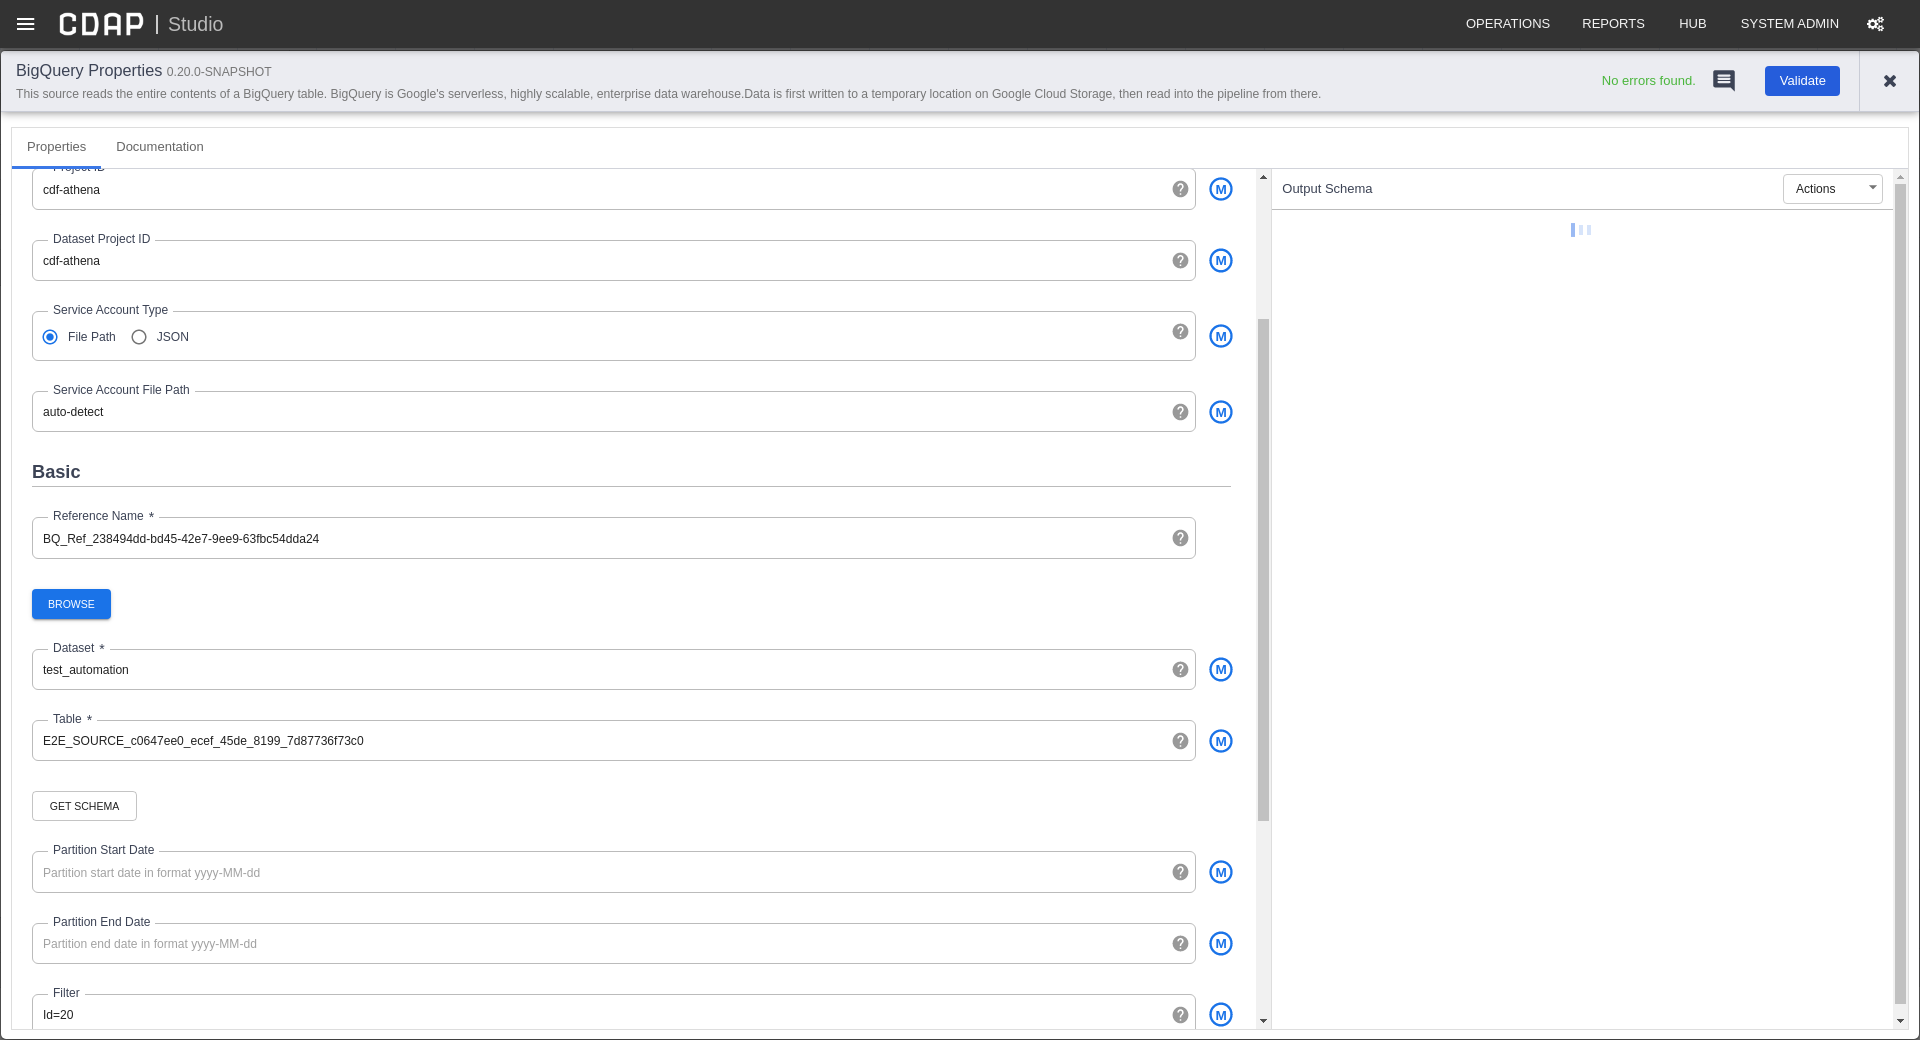 CDAP | Studio
OPERATIONS REPORTS HUB SYSTEM ADMIN
BigQuery Properties 0.20.0-SNAPSHOT
This source reads the entire contents of a BigQuery table. BigQuery is Google's serverless, highly scalable, enterprise data warehouse.Data is first written to a temporary location on Google Cloud Storage, then read into the pipeline from there.
No errors found.
Validate
Properties Documentation
Project ID
cdf-athena
M
Dataset Project ID
cdf-athena
M
Service Account Type
File Path JSON
M
Service Account File Path
auto-detect
M
Basic
Reference Name *
BQ_Ref_238494dd-bd45-42e7-9ee9-63fbc54dda24
BROWSE
Dataset *
test_automation
M
Table *
E2E_SOURCE_c0647ee0_ecef_45de_8199_7d87736f73c0
M
GET SCHEMA
Partition Start Date
Partition start date in format yyyy-MM-dd
M
Partition End Date
Partition end date in format yyyy-MM-dd
M
Filter
Id=20
M
Output Schema
Actions